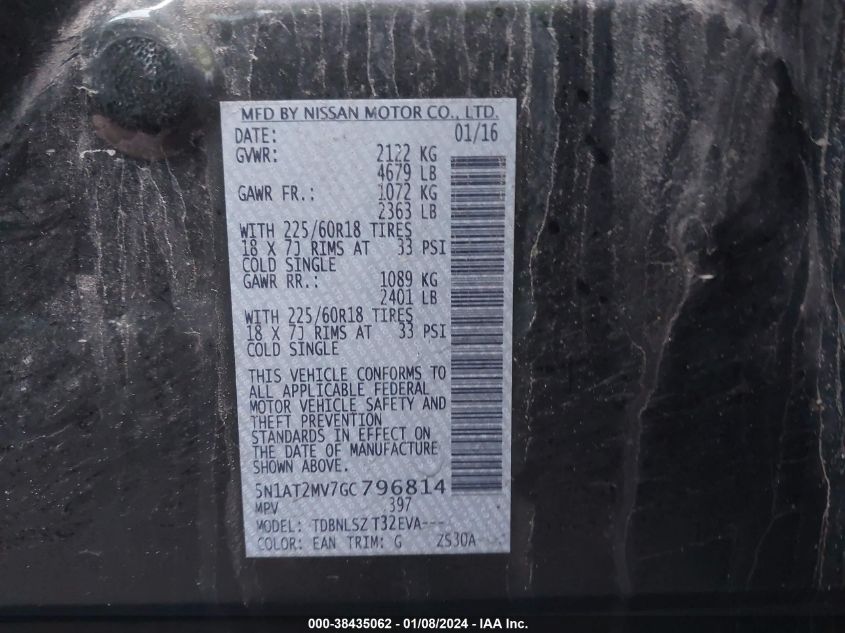 MFD BY NISSAN MOTOR CO., LTD.
DATE: 01/16
GVWR: 2122 KG
4679 LB
GAWR FR.: 1072 KG
2363 LB
WITH 225/60R18 TIRES
18 X 7J RIMS AT 33 PSI
COLD SINGLE
GAWR RR.: 1089 KG
2401 LB
WITH 225/60R18 TIRES
18 X 7J RIMS AT 33 PSI
COLD SINGLE
THIS VEHICLE CONFORMS TO
ALL APPLICABLE FEDERAL
MOTOR VEHICLE SAFETY AND
THEFT PREVENTION
STANDARDS IN EFFECT ON
THE DATE OF MANUFACTURE
SHOWN ABOVE.
5N1AT2MV7GC796814
MPV 397
MODEL: TDBNLSZ T32EVA---
COLOR: EAN TRIM: G 2S30A
000-38435062 - 01/08/2024 - IAA Inc.